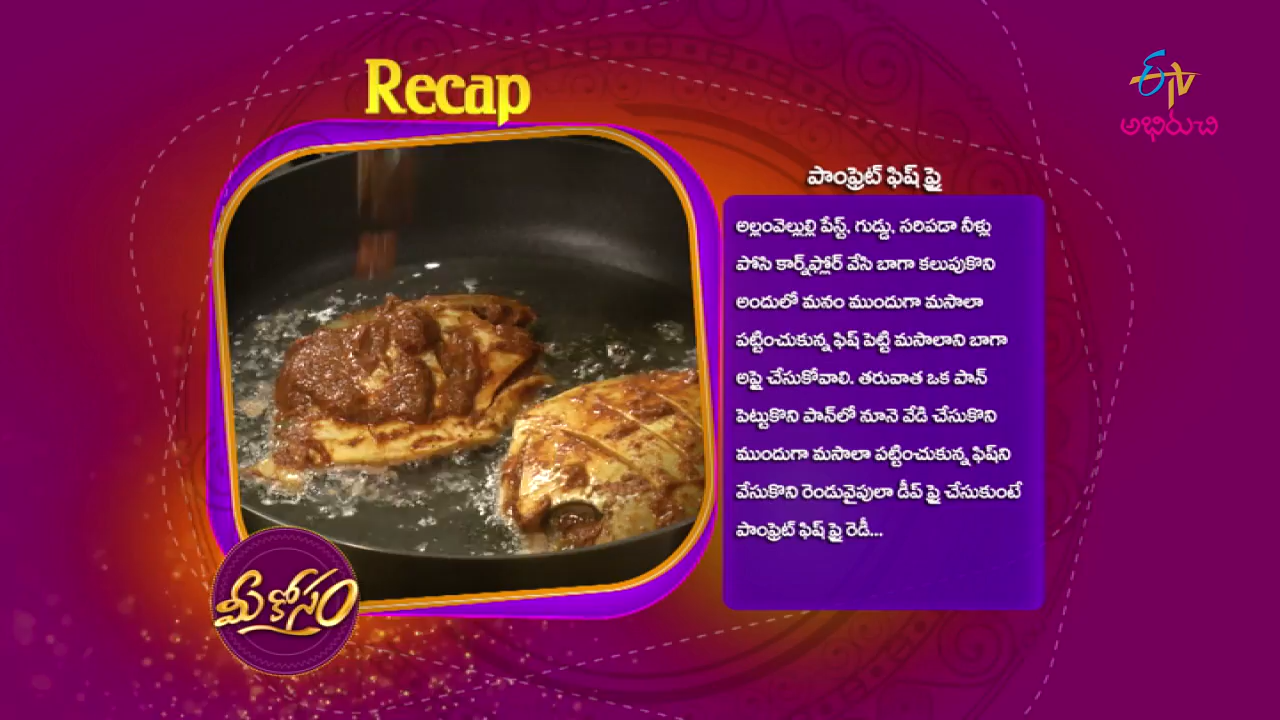 Recap
ETV
అభిరుచి
పాంఫ్రెట్ ఫిష్ ఫ్రై
అల్లంవెల్లుల్లి పేస్ట్, గుడ్డు, సరిపడా నీళ్లు
పోసి కార్న్‌ఫ్లోర్ వేసి బాగా కలుపుకొని
అందులో మనం ముందుగా మసాలా
పట్టించుకున్న ఫిష్ పెట్టి మసాలాని బాగా
అప్లై చేసుకోవాలి. తరువాత ఒక పాన్
పెట్టుకొని పాన్‌లో నూనె వేడి చేసుకొని
ముందుగా మసాలా పట్టించుకున్న ఫిష్‌ని
వేసుకొని రెండువైపులా డీప్ ఫ్రై చేసుకుంటే
పాంఫ్రెట్ ఫిష్ ఫ్రై రెడీ...
మీ కోసం